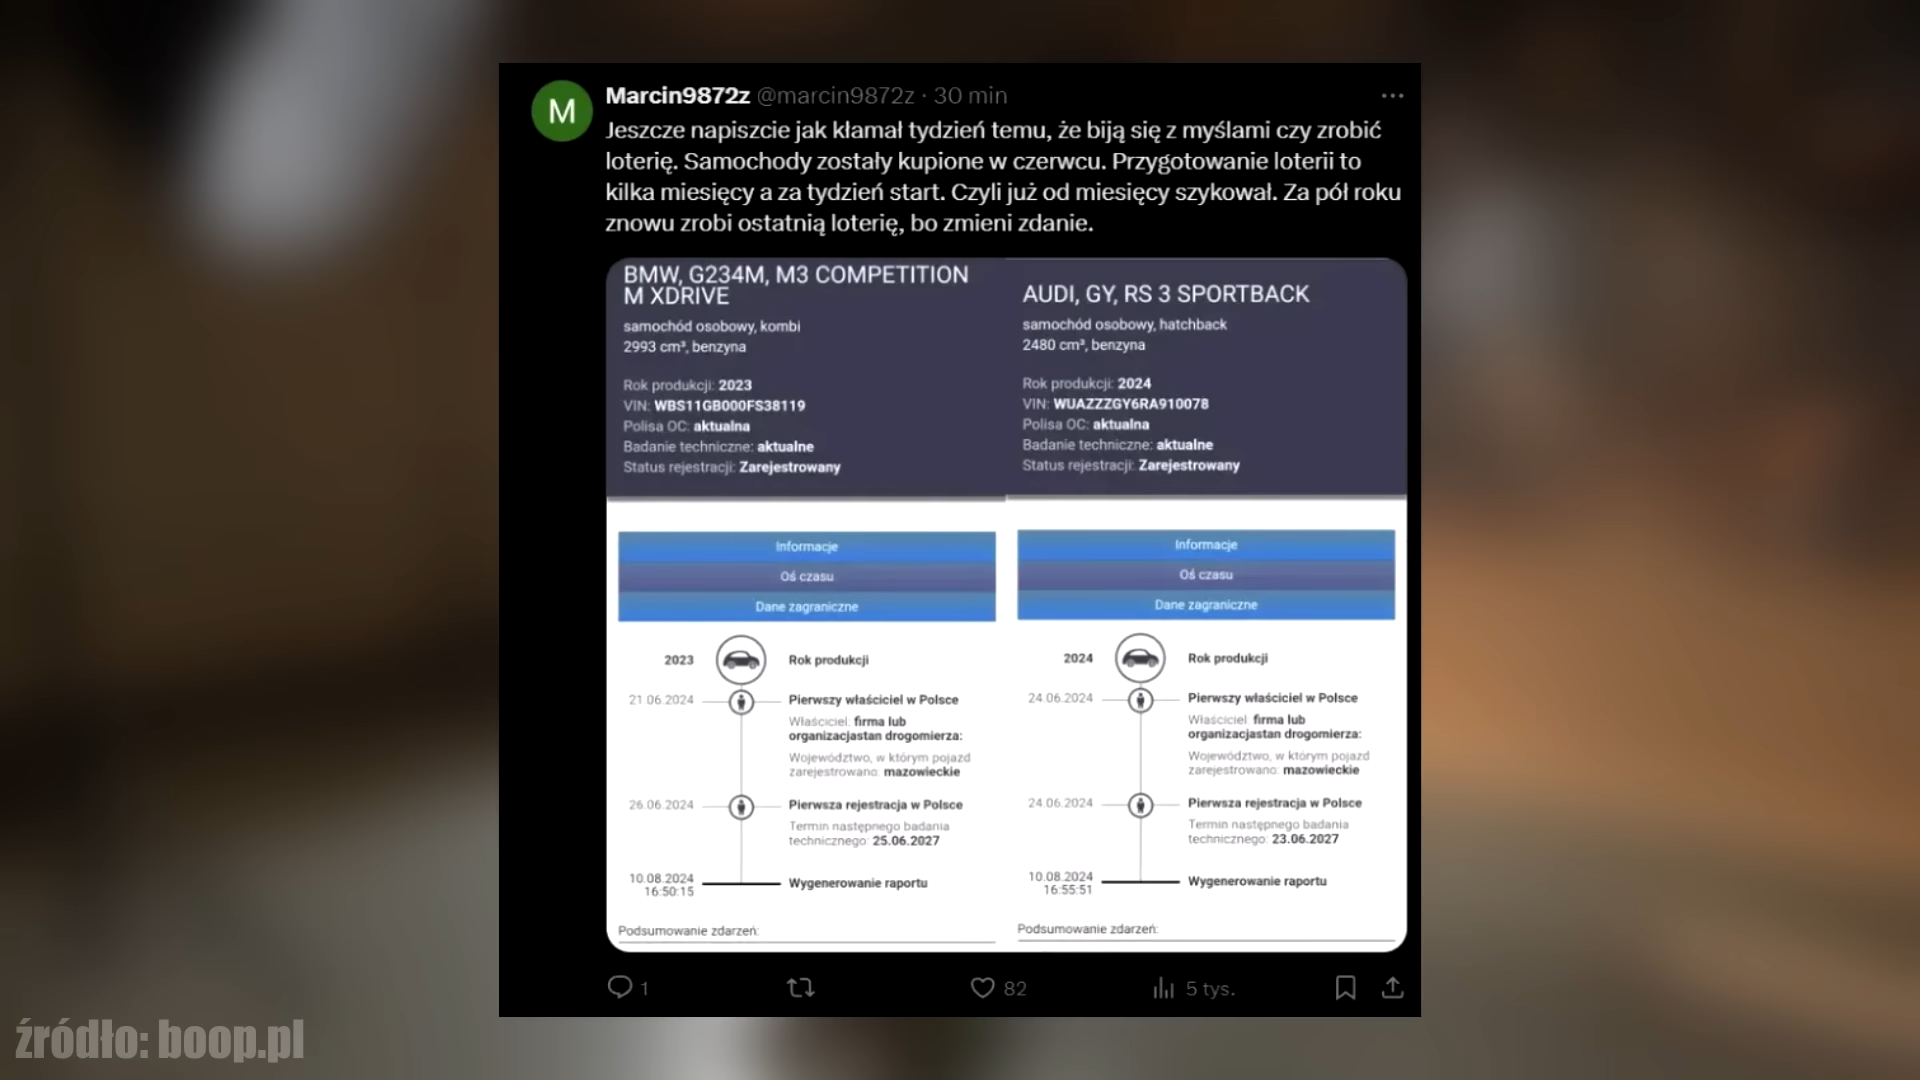 Marcin9872z @marcin9872z · 30 min
Jeszcze napiszcie jak kłamał tydzień temu, że biją się z myślami czy zrobić
loterię. Samochody zostały kupione w czerwcu. Przygotowanie loterii to
kilka miesięcy a za tydzień start. Czyli już od miesięcy szykował. Za pół roku
znowu zrobi ostatnią loterię, bo zmieni zdanie.
BMW, G234M, M3 COMPETITION
M XDRIVE
samochód osobowy, kombi
2993 cm³, benzyna
Rok produkcji: 2023
VIN: WBS11GB000FS38119
Polisa OC: aktualna
Badanie techniczne: aktualne
Status rejestracji: Zarejestrowany
Informacje
Oś czasu
Dane zagraniczne
2023 Rok produkcji
21.06.2024 Pierwszy właściciel w Polsce
Właściciel: firma lub
organizacjastan drogomierza:
Województwo, w którym pojazd
zarejestrowano: mazowieckie
26.06.2024 Pierwsza rejestracja w Polsce
Termin następnego badania
technicznego: 25.06.2027
10.08.2024
16:50:15 Wygenerowanie raportu
Podsumowanie zdarzeń:
AUDI, GY, RS 3 SPORTBACK
samochód osobowy, hatchback
2480 cm³, benzyna
Rok produkcji: 2024
VIN: WUAZZZGY6RA910078
Polisa OC: aktualna
Badanie techniczne: aktualne
Status rejestracji: Zarejestrowany
Informacje
Oś czasu
Dane zagraniczne
2024 Rok produkcji
24.06.2024 Pierwszy właściciel w Polsce
Właściciel: firma lub
organizacjastan drogomierza:
Województwo, w którym pojazd
zarejestrowano: mazowieckie
24.06.2024 Pierwsza rejestracja w Polsce
Termin następnego badania
technicznego: 23.06.2027
10.08.2024
16:55:51 Wygenerowanie raportu
Podsumowanie zdarzeń:
1 82 5 tys.
M
źródło: boop.pl